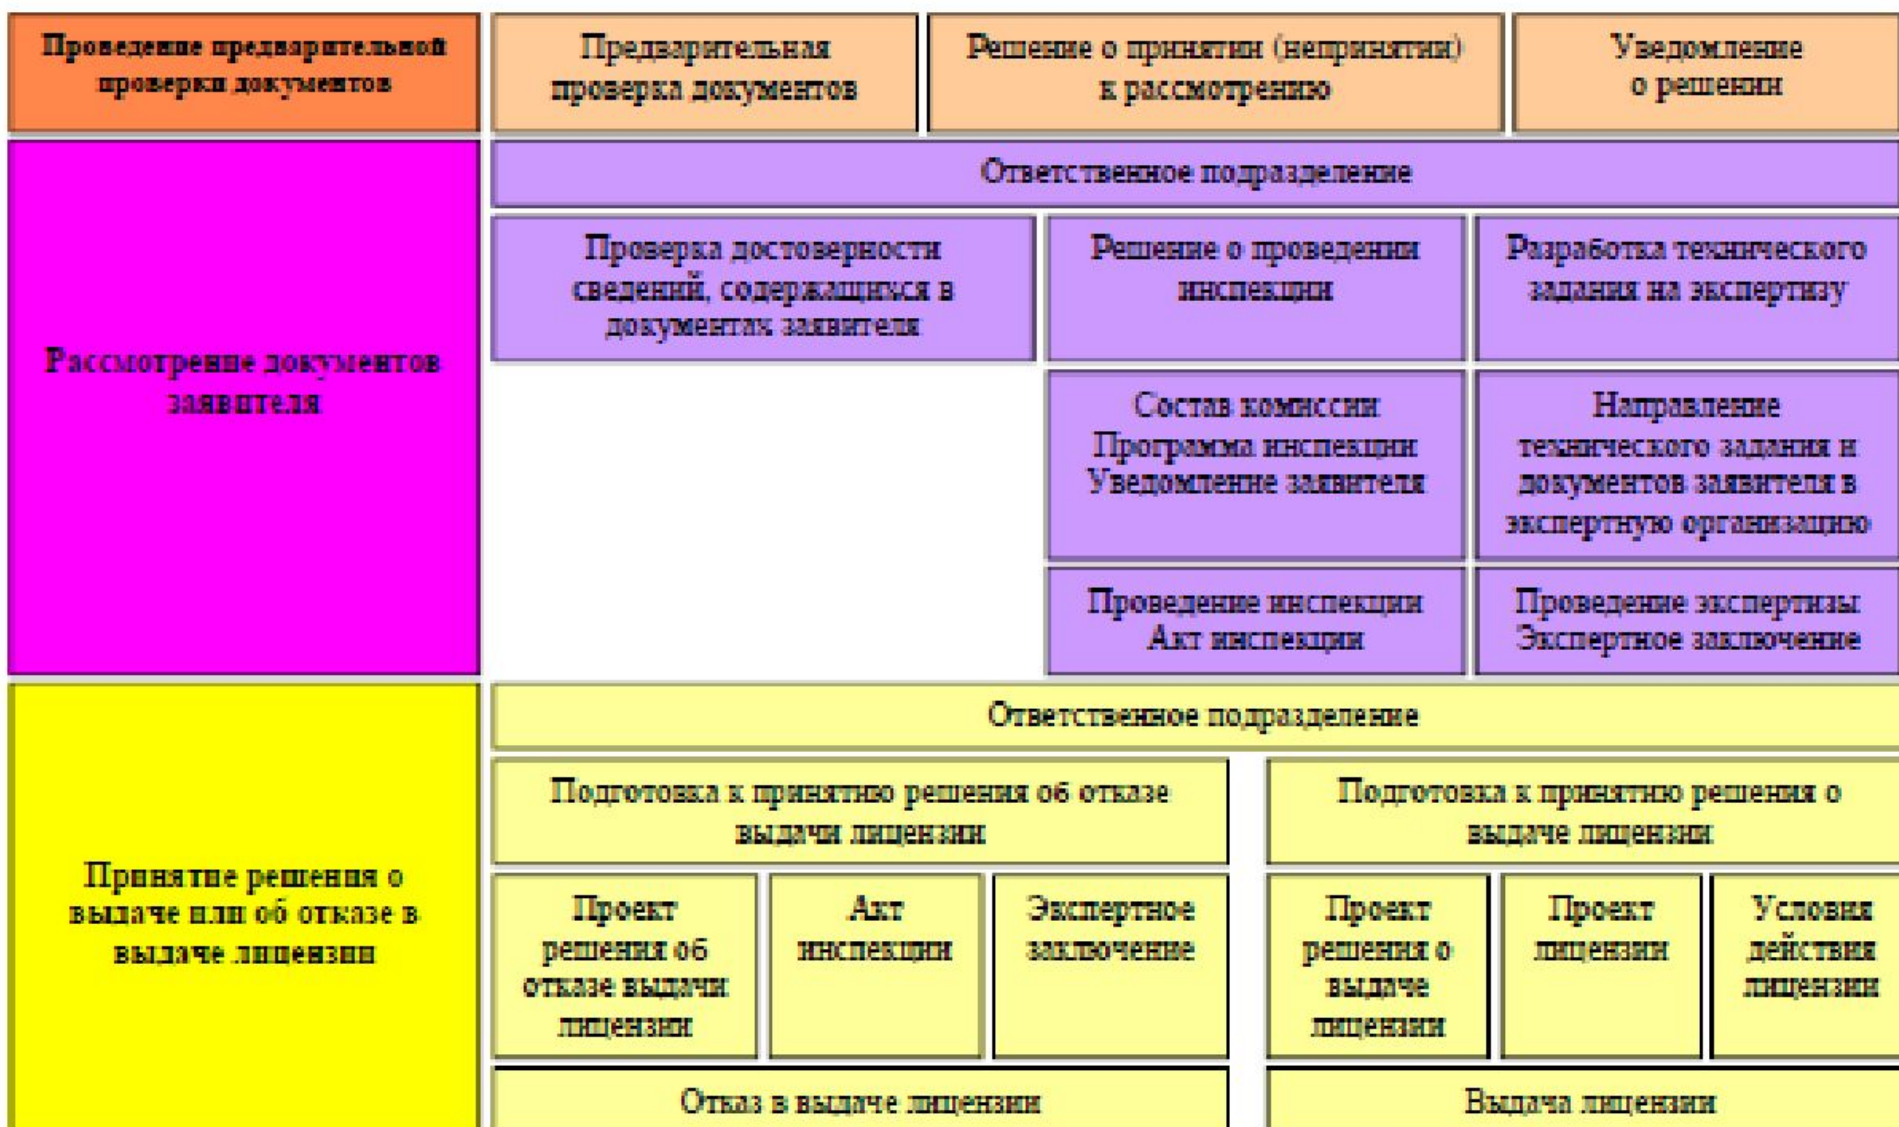 Проведение предварительной
проверки документов
Предварительная
проверка документов
Решение о принятии (непринятии)
к рассмотрению
Уведомление
о решении
Рассмотрение документов
заявителя
Ответственное подразделение
Проверка достоверности
сведений, содержащихся в
документах заявителя
Решение о проведении
инспекции
Разработка технического
задания на экспертизу
Состав комиссии
Программа инспекции
Уведомление заявителя
Направление
технического задания и
документов заявителя в
экспертную организацию
Проведение инспекции
Акт инспекции
Проведение экспертизы
Экспертное заключение
Принятие решения о
выдаче или об отказе в
выдаче лицензии
Ответственное подразделение
Подготовка к принятию решения об отказе
выдачи лицензии
Подготовка к принятию решения о
выдаче лицензии
Проект
решения об
отказе выдачи
лицензии
Акт
инспекции
Экспертное
заключение
Проект
решения о
выдаче
лицензии
Проект
лицензии
Условия
действия
лицензии
Отказ в выдаче лицензии
Выдача лицензии